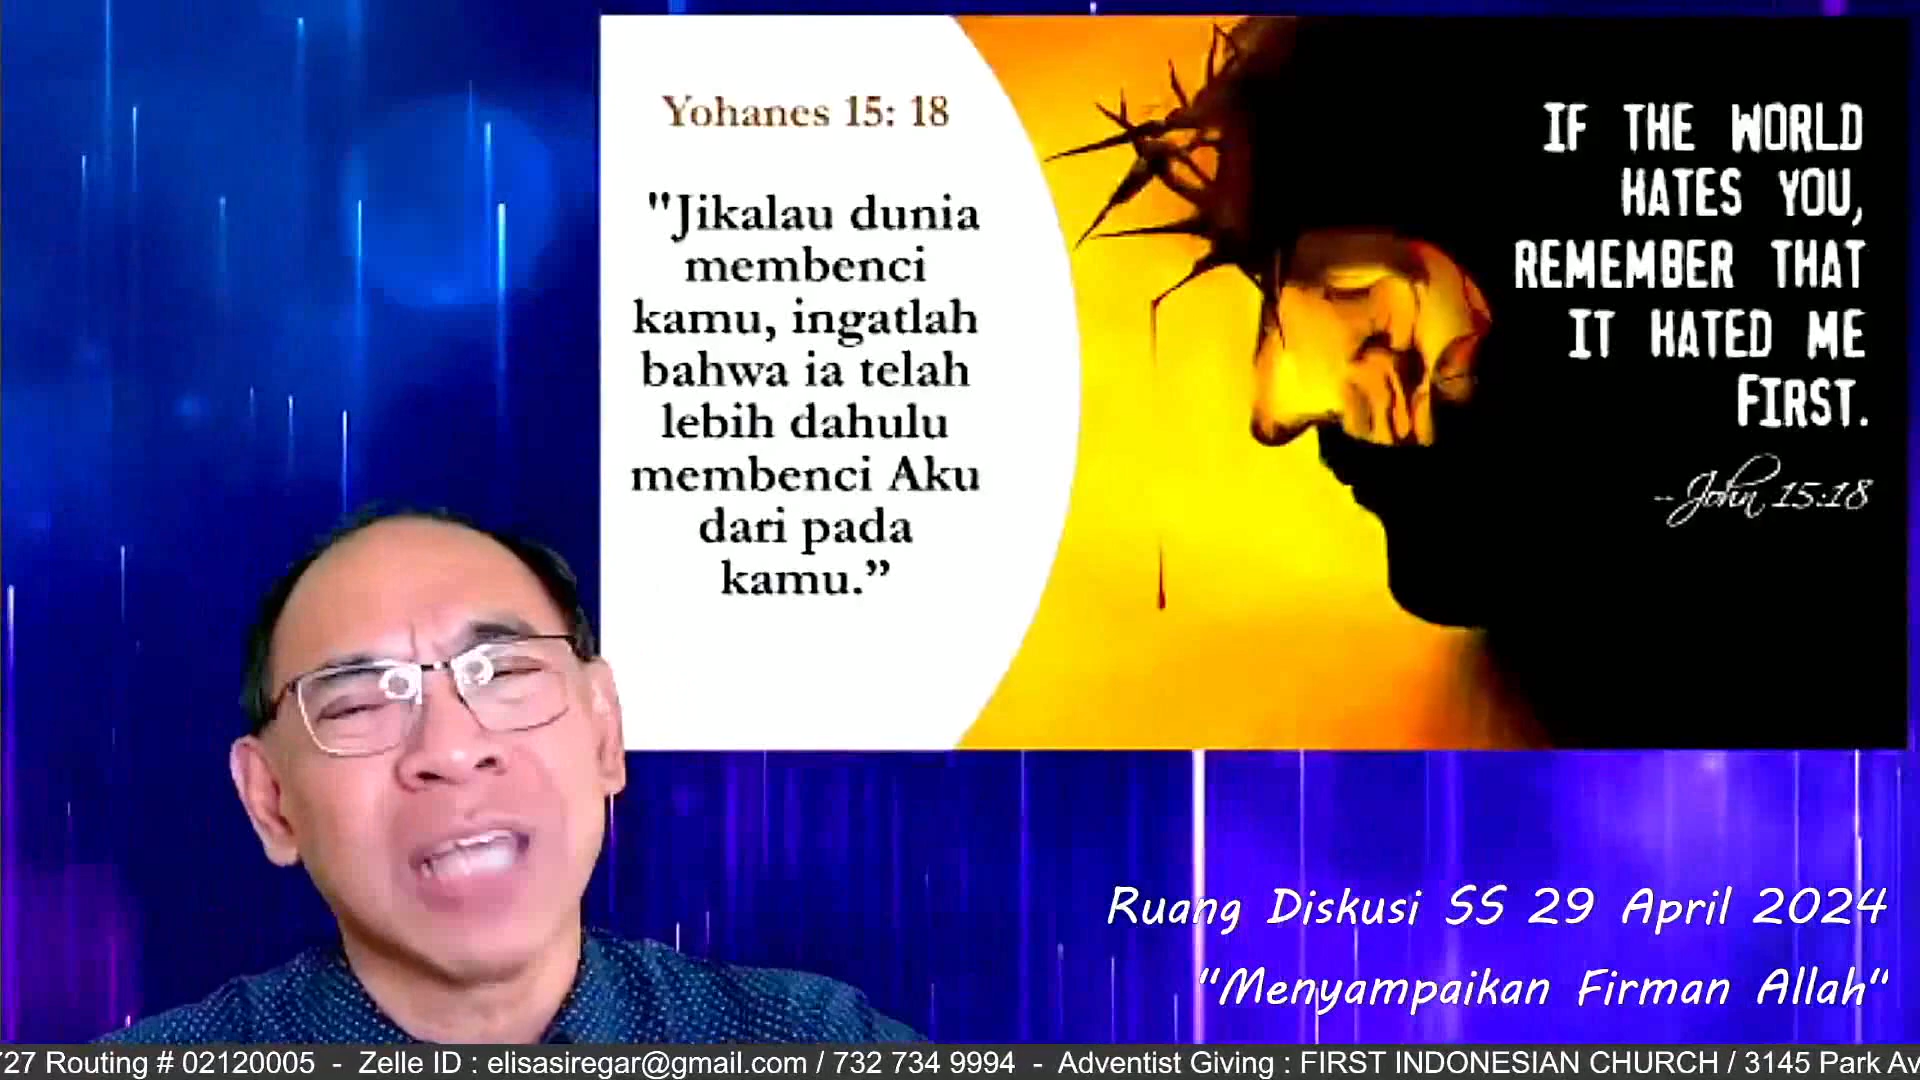 Yohanes 15: 18
"Jikalau dunia
membenci
kamu, ingatlah
bahwa ia telah
lebih dahulu
membenci Aku
dari pada
kamu.”
IF THE WORLD
HATES YOU,
REMEMBER THAT
IT HATED ME
FIRST.
--John 15:18
Ruang Diskusi SS 29 April 2024
"Menyampaikan Firman Allah"
727 Routing # 02120005 - Zelle ID : elisasiregar@gmail.com / 732 734 9994 - Adventist Giving : FIRST INDONESIAN CHURCH / 3145 Park Av